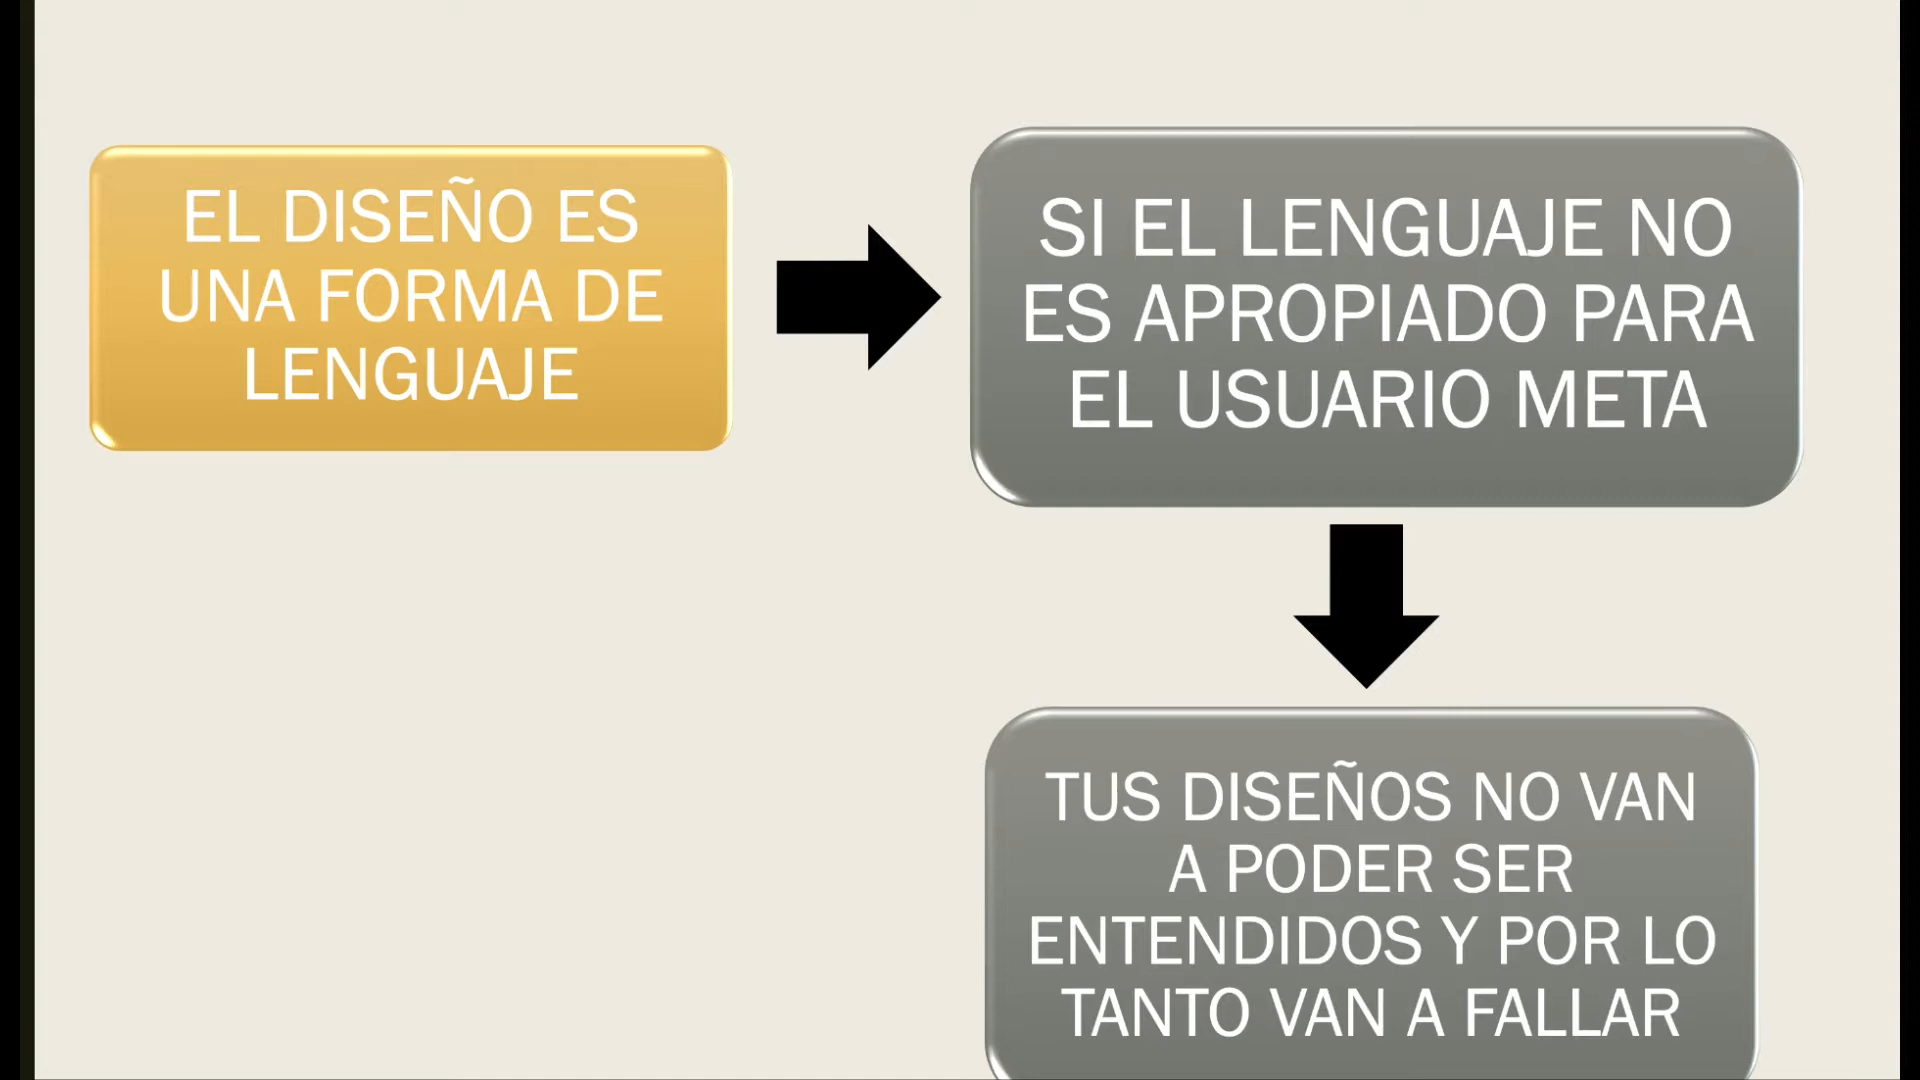 EL DISEÑO ES
UNA FORMA DE
LENGUAJE
SI EL LENGUAJE NO
ES APROPIADO PARA
EL USUARIO META
TUS DISEÑOS NO VAN
A PODER SER
ENTENDIDOS Y POR LO
TANTO VAN A FALLAR